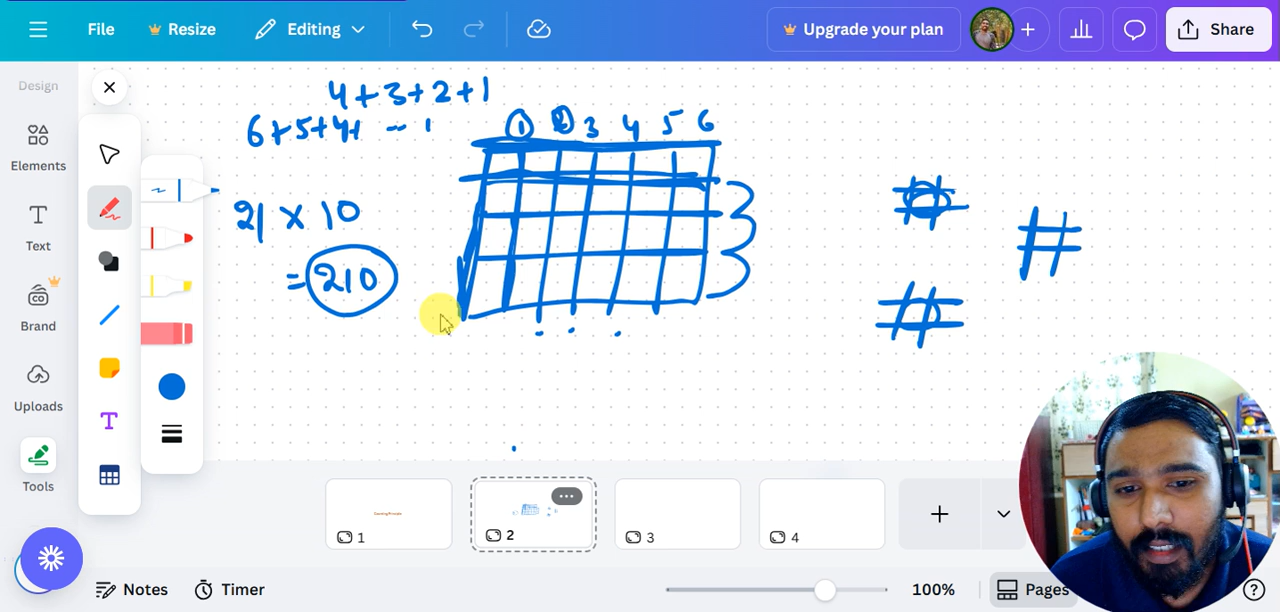 File
Resize
Editing
Upgrade your plan
Share
Design
Elements
Text
Brand
Uploads
Tools
4+3+2+1
6+5+4+ -- 1
1 2 3 4 5 6
21 × 10
= 210
T
1
2
3
4
Notes
Timer
100%
Pages